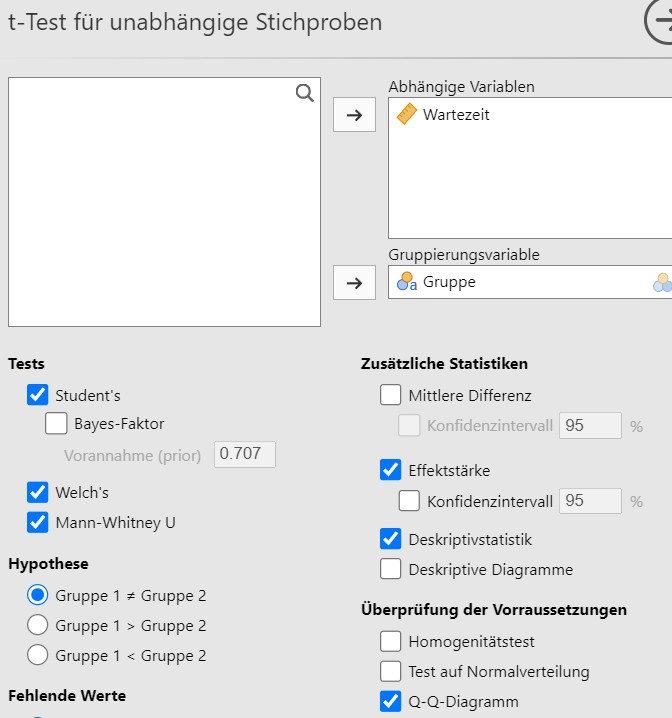 t-Test für unabhängige Stichproben
Abhängige Variablen
Wartezeit
Gruppierungsvariable
a Gruppe
Tests
Student's
Bayes-Faktor
Vorannahme (prior) 0.707
Welch's
Mann-Whitney U
Hypothese
Gruppe 1 ≠ Gruppe 2
Gruppe 1 > Gruppe 2
Gruppe 1 < Gruppe 2
Fehlende Werte
Zusätzliche Statistiken
Mittlere Differenz
Konfidenzintervall 95 %
Effektstärke
Konfidenzintervall 95 %
Deskriptivstatistik
Deskriptive Diagramme
Überprüfung der Vorraussetzungen
Homogenitätstest
Test auf Normalverteilung
Q-Q-Diagramm